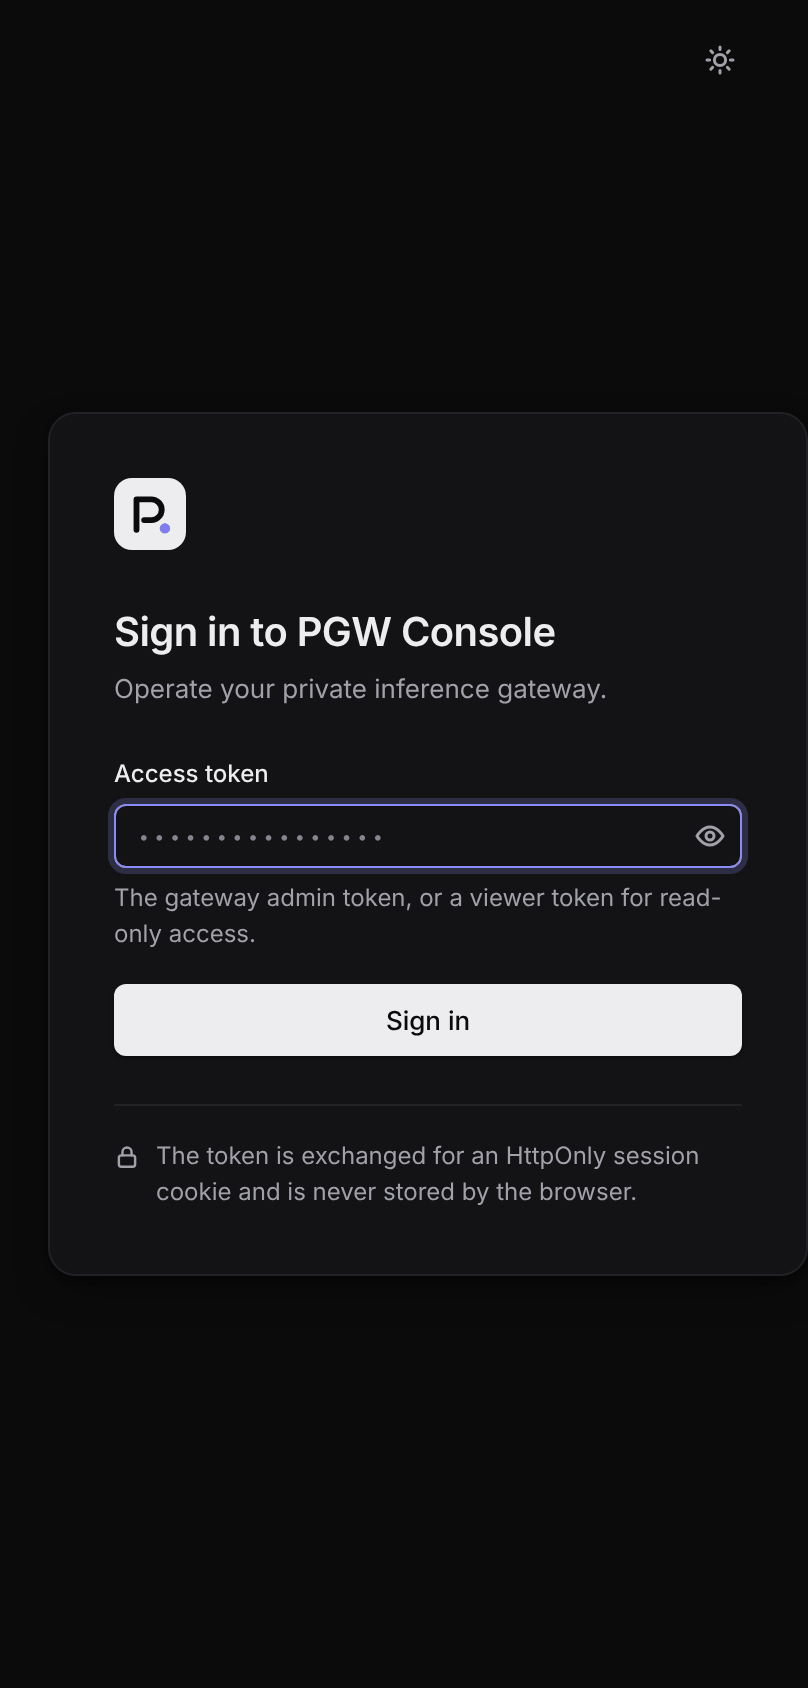 P.
Sign in to PGW Console
Operate your private inference gateway.
Access token
••••••••••••••••
The gateway admin token, or a viewer token for read-
only access.
Sign in
The token is exchanged for an HttpOnly session
cookie and is never stored by the browser.